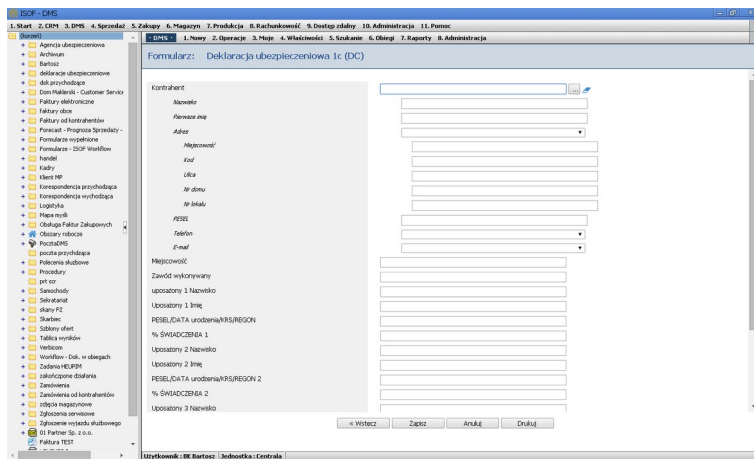 ISOF - DMS
1. Start 2. CRM 3. DMS 4. Sprzedaż 5. Zakupy 6. Magazyn 7. Produkcja 8. Rachunkowość 9. Dostęp zdalny 10. Administracja 11. Pomoc
(korzeń)
Agencja ubezpieczeniowa
Archiwum
Bartosz
deklaracje ubezpieczeniowe
dok przychodzące
Dom Maklerski - Customer Service
Faktury elektroniczne
faktury obce
Faktury od kontrahentów
Forecast - Prognoza Sprzedaży -
Formularze wypełnione
Formularze - ISOF Workflow
handel
Kadry
Klient MP
Korespondencja przychodząca
Korespondencja wychodząca
Logistyka
Mapa myśli
Obsługa Faktur Zakupowych
Obszary robocze
PocztaDMS
poczta przychdząca
Polecenia służbowe
Procedury
prt scr
Samochody
Sekratariat
skany FZ
Skarbiec
Szblony ofert
Tablica wyników
Verbicom
Workflow - Dok. w obiegach
Zadania HEUPIM
zakończone działania
Zamówienia
Zamówienia od kontrahentów
zdjęcia magazynowe
Zgłoszenia serwisowe
Zgłoszenie wyjazdu służbowego
01 Partner Sp. z o.o.
Faktura TEST
• DMS • 1. Nowy 2. Operacje 3. Moje 4. Właściwości 5. Szukanie 6. Obiegi 7. Raporty 8. Administracja
Formularz: Deklaracja ubezpieczeniowa 1c (DC)
Kontrahent ...
Nazwisko
Pierwsze imię
Adres
Miejscowość
Kod
Ulica
Nr domu
Nr lokalu
PESEL
Telefon
E-mail
Miejscowość
Zawód wykonywany
uposażony 1 Nazwisko
Uposażony 1 Imię
PESEL/DATA urodzenia/KRS/REGON
% ŚWIADCZENIA 1
Uposażony 2 Nazwisko
Uposażony 2 Imię
PESEL/DATA urodzenia/KRS/REGON 2
% ŚWIADCZENIA 2
Uposażony 3 Nazwisko
« Wstecz Zapisz Anuluj Drukuj
Użytkownik : BK Bartosz Jednostka : Centrala